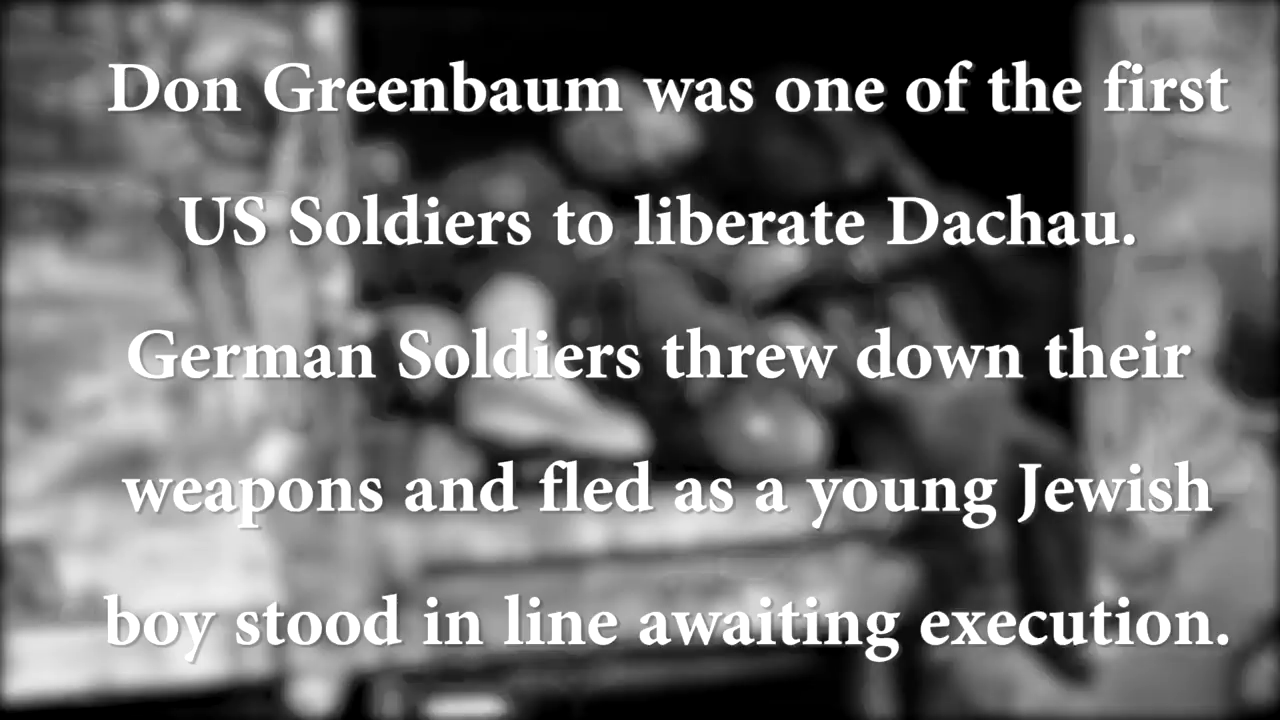 Don Greenbaum was one of the first
US Soldiers to liberate Dachau.
German Soldiers threw down their
weapons and fled as a young Jewish
boy stood in line awaiting execution.